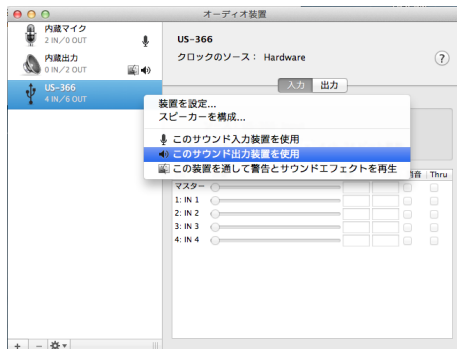 オーディオ装置
内蔵マイク
2 IN/0 OUT
内蔵出力
0 IN/2 OUT
US-366
4 IN/6 OUT
US-366
クロックのソース： Hardware
?
入力 出力
装置を設定...
スピーカーを構成...
このサウンド入力装置を使用
このサウンド出力装置を使用
この装置を通して警告とサウンドエフェクトを再生
音 Thru
マスター
1: IN 1
2: IN 2
3: IN 3
4: IN 4
+ −